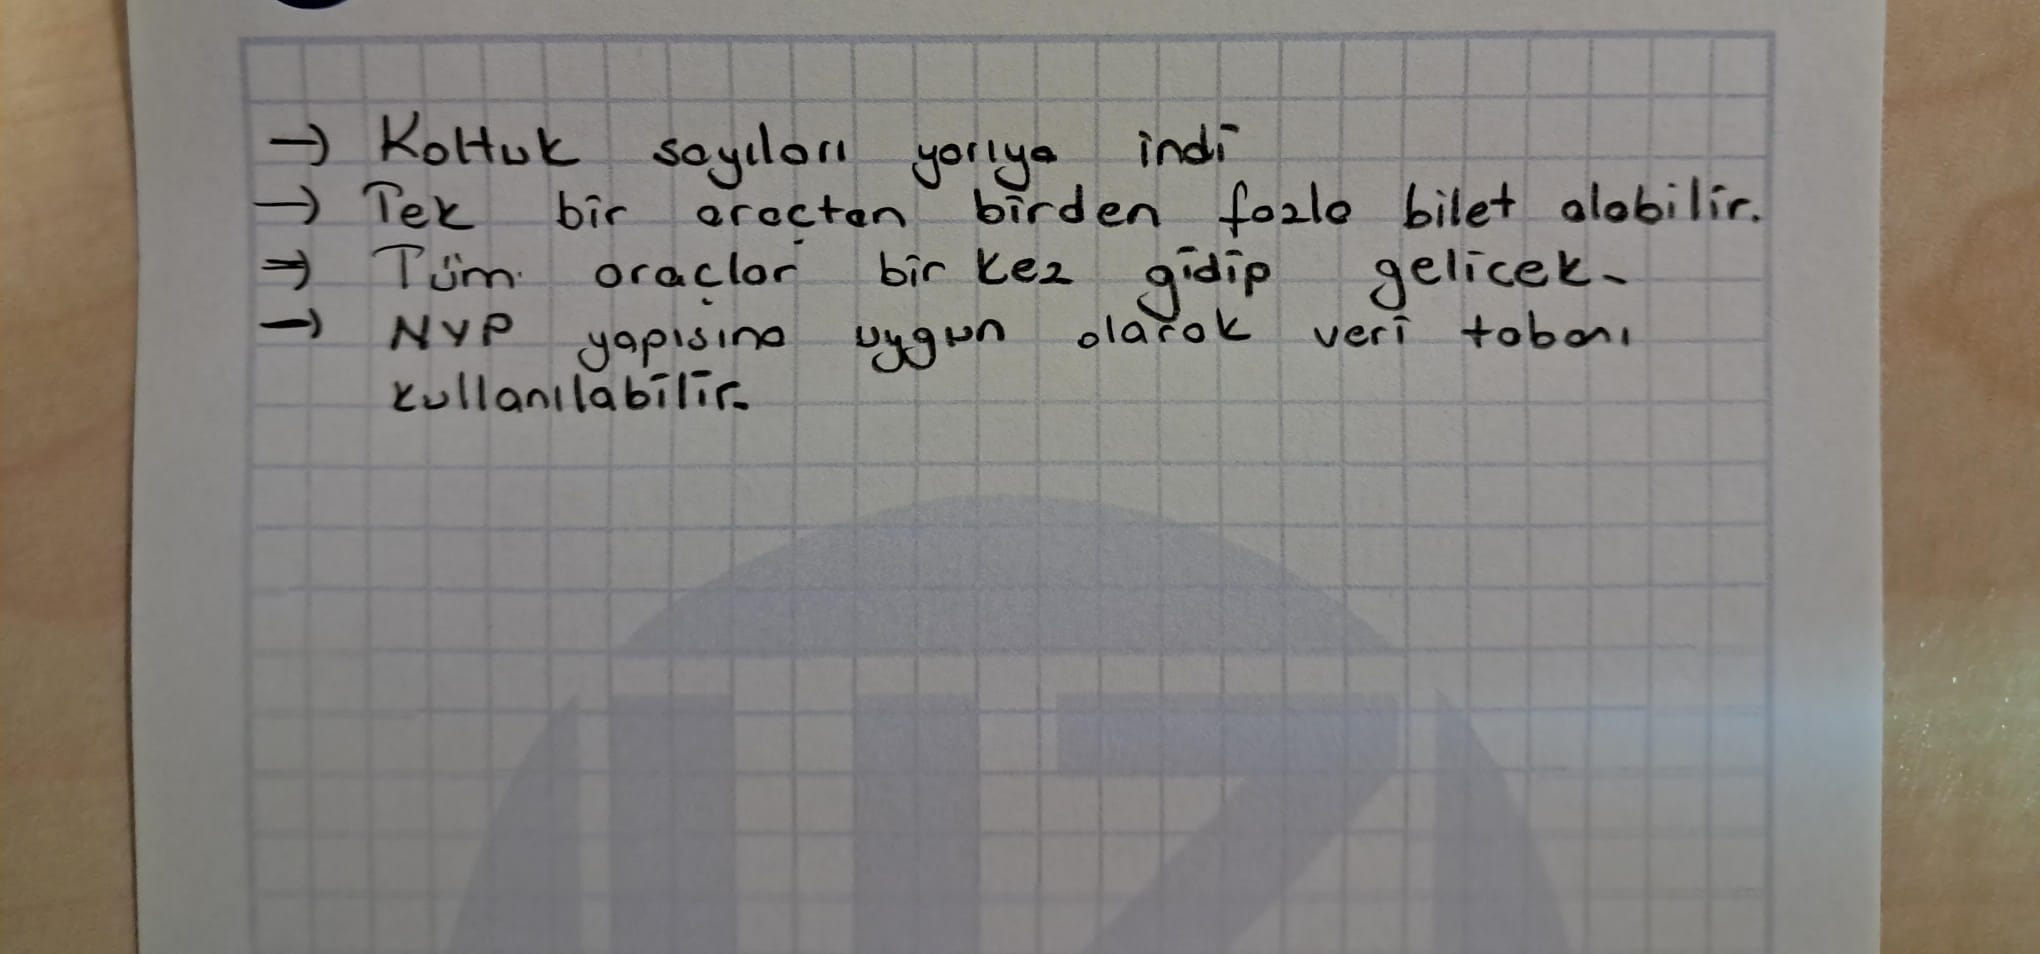 → Koltuk sayıları yarıya indi
→ Tek bir araçtan birden fazla bilet alabilir.
→ Tüm araçlar bir kez gidip gelicek.
→ NYP yapısına uygun olarak veri tabanı
kullanılabilir.